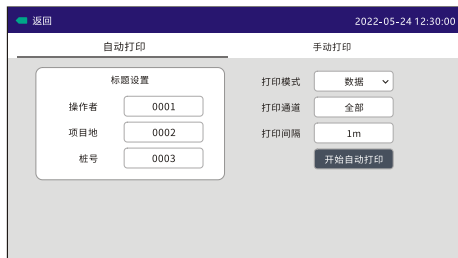 返回 2022-05-24 12:30:00
自动打印 手动打印
标题设置
操作者 0001
项目地 0002
桩号 0003
打印模式 数据
打印通道 全部
打印间隔 1m
开始自动打印